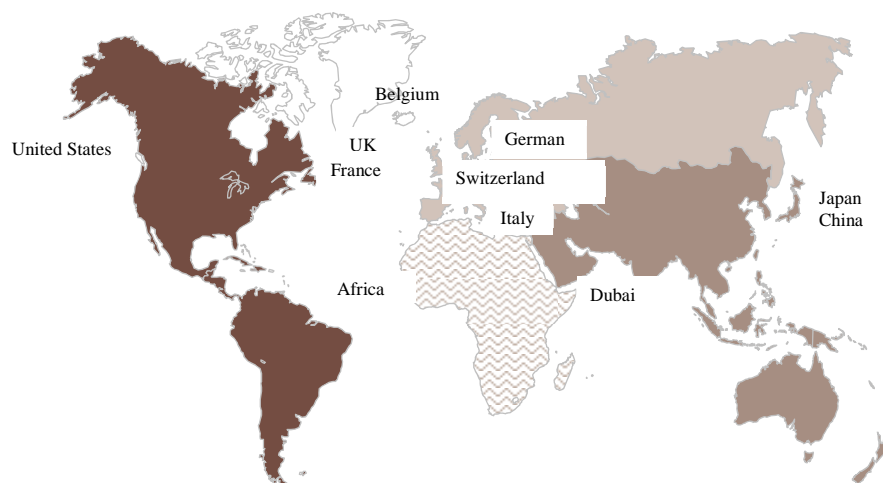 Belgium
United States
UK
France
German
Switzerland
Italy
Japan
China
Africa
Dubai